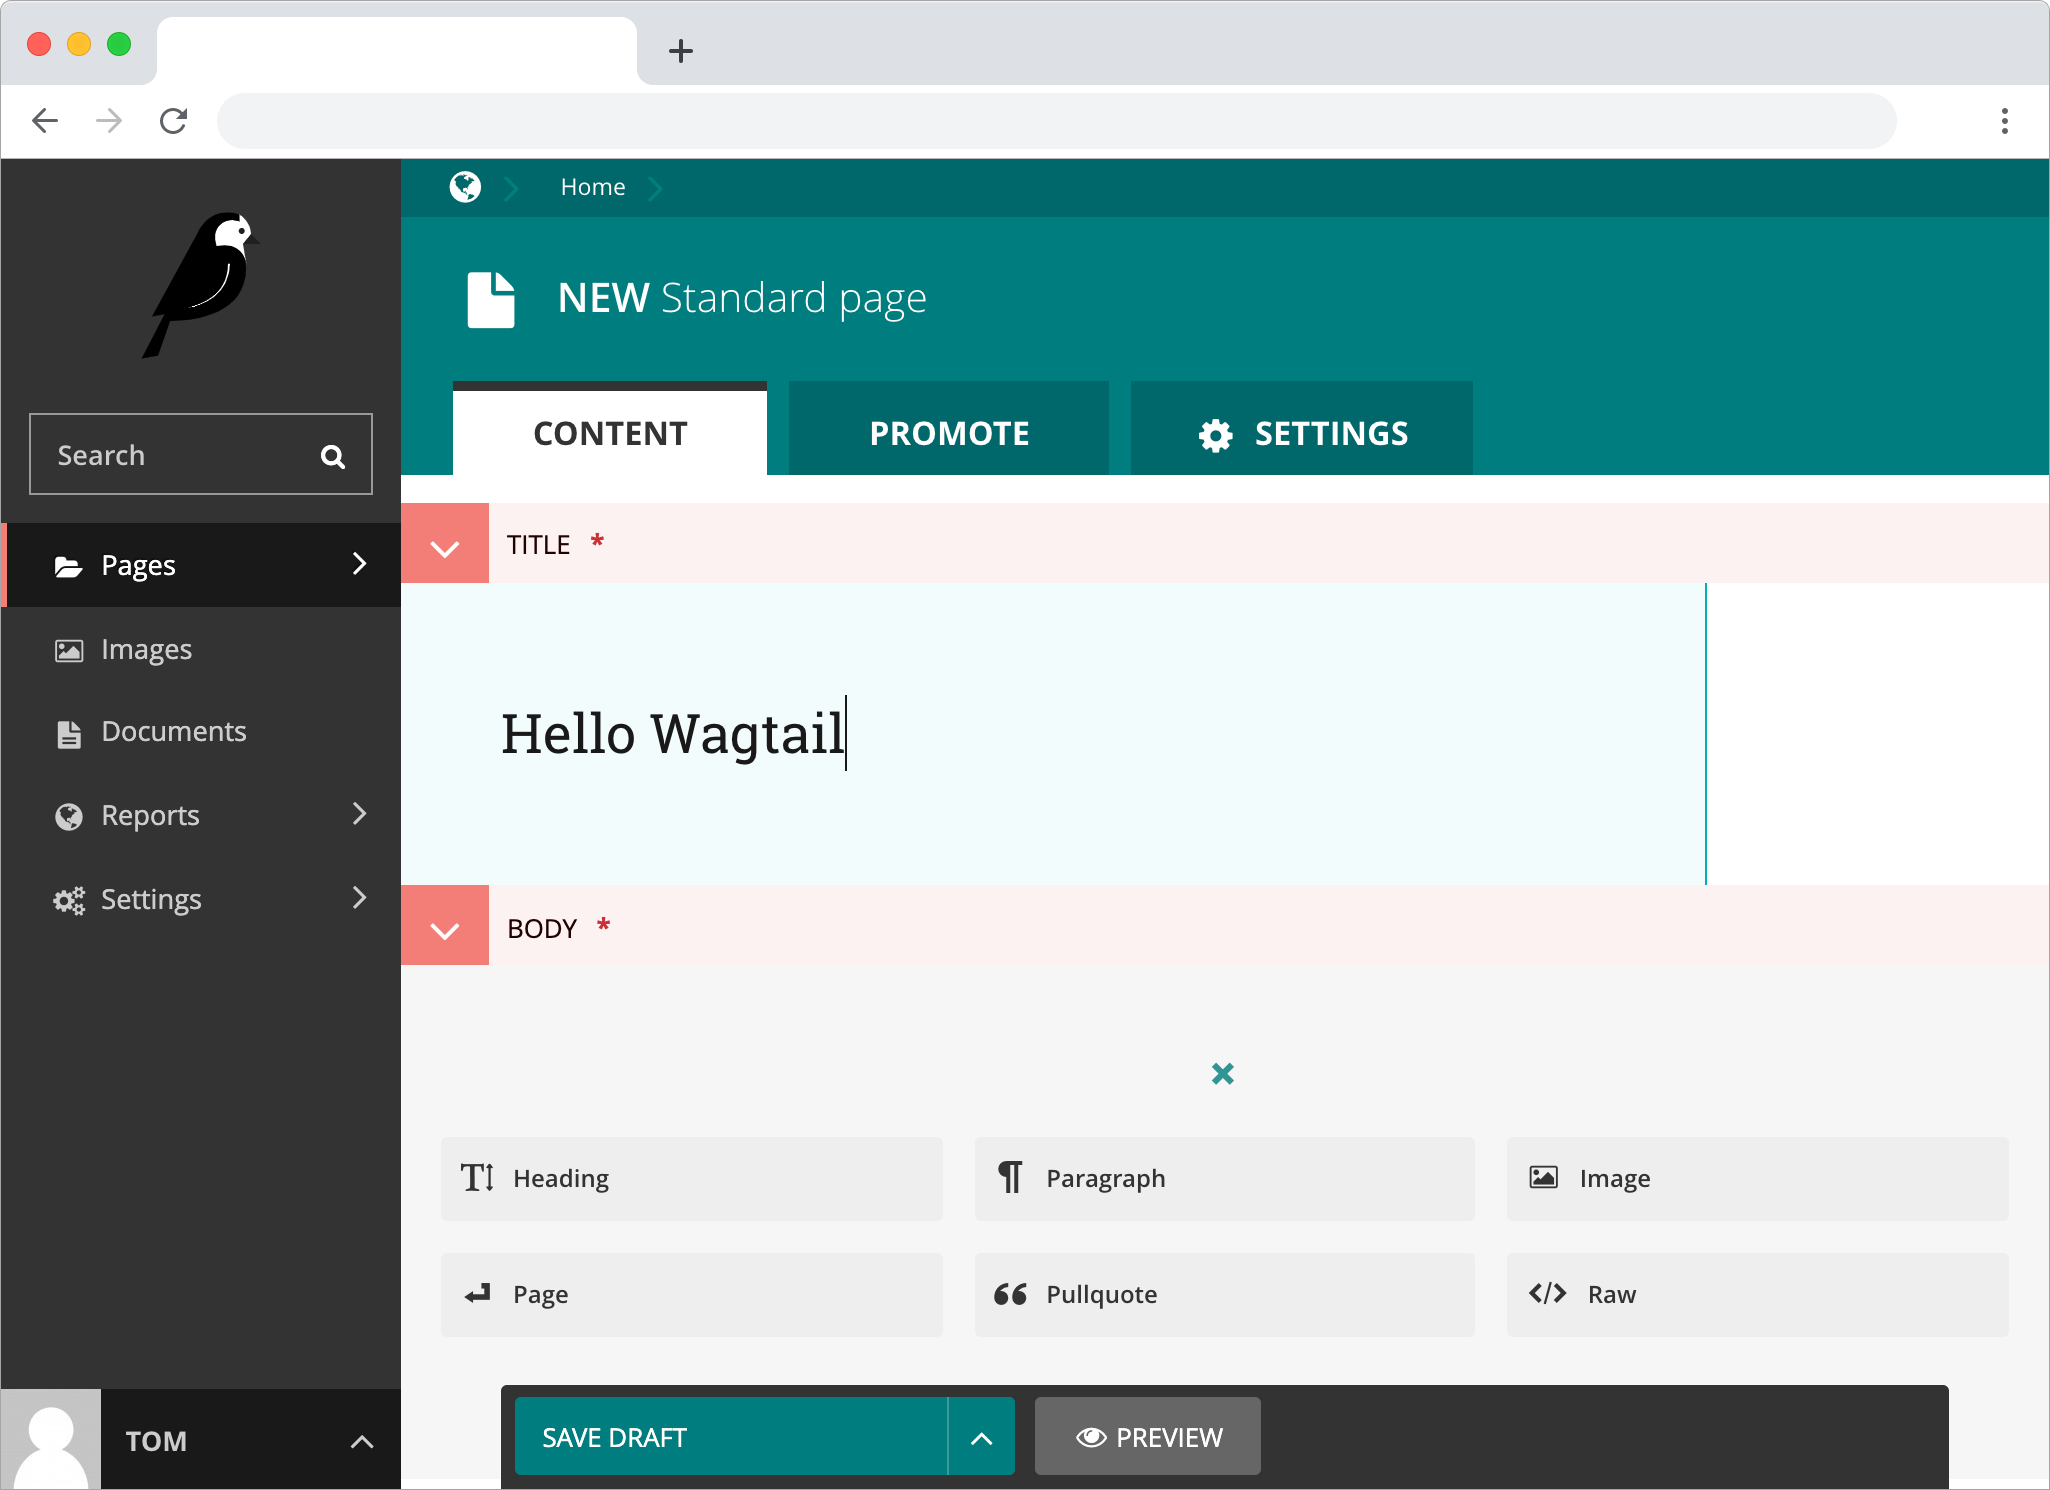 Home
NEW Standard page
CONTENT
PROMOTE
SETTINGS
Search
Pages
Images
Documents
Reports
Settings
TOM
TITLE *
Hello Wagtail
BODY *
Heading
Paragraph
Image
Page
Pullquote
Raw
SAVE DRAFT
PREVIEW